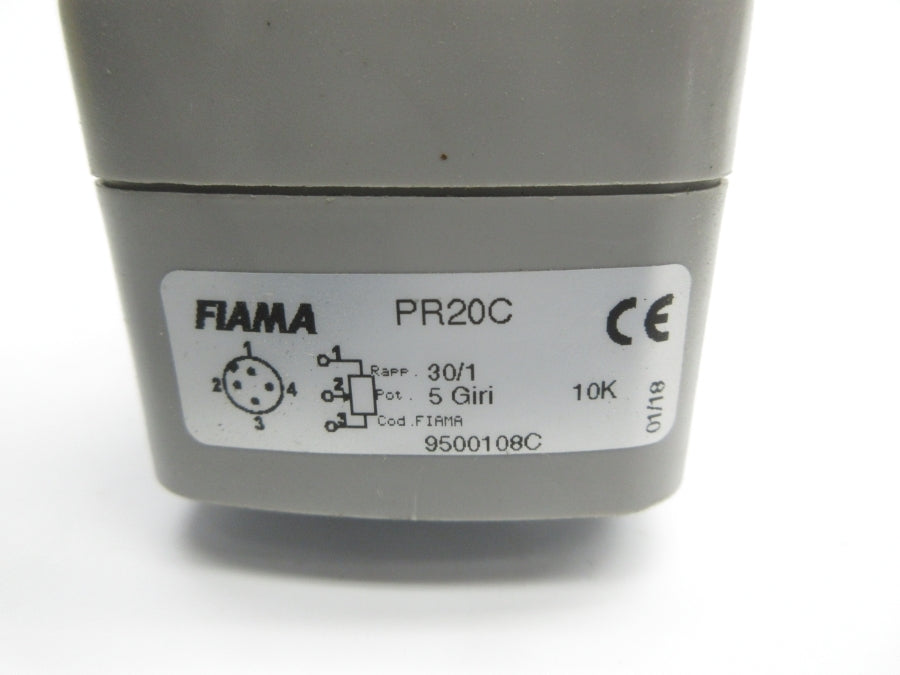 FIAMA PR20C CE
1
2 4
3
1
2
3
Rapp. 30/1
Pot. 5 Giri 10K
Cod.FIAMA
9500108C
01/18